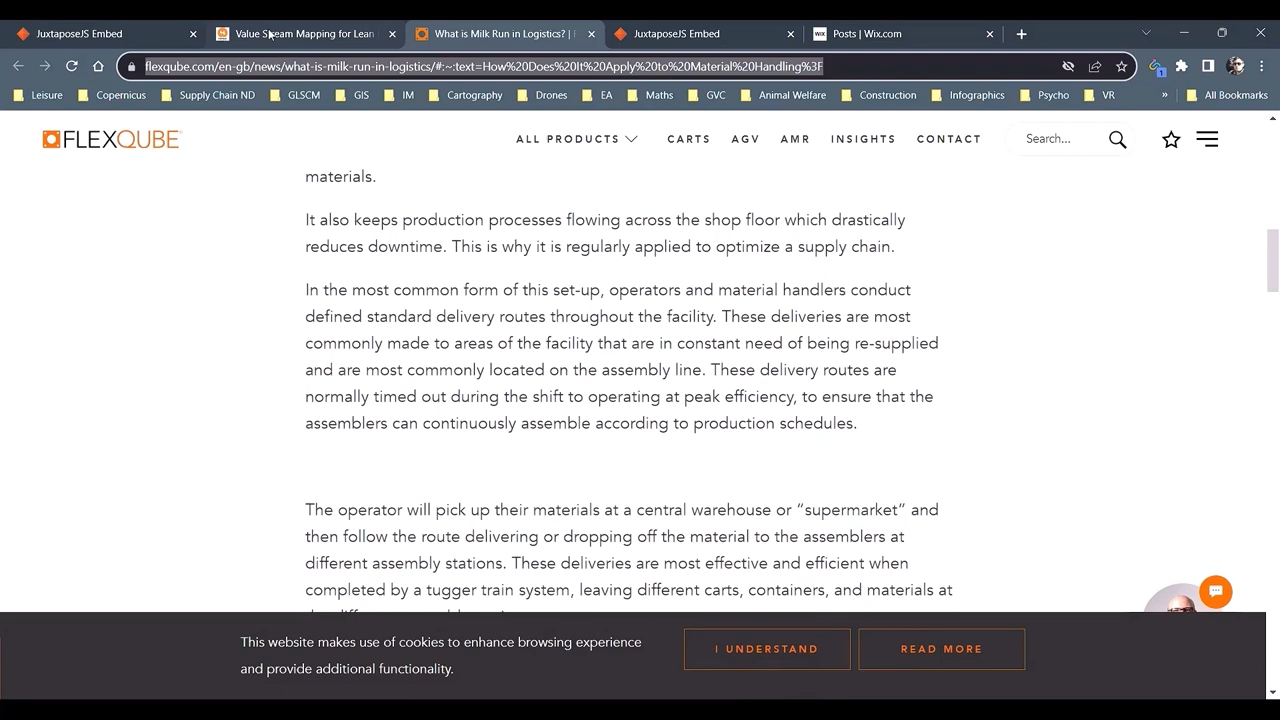 JuxtaposeJS Embed
Value Stream Mapping for Lean
What is Milk Run in Logistics? |
JuxtaposeJS Embed
Posts | Wix.com
flexqube.com/en-gb/news/what-is-milk-run-in-logistics/#:~:text=How%20Does%20It%20Apply%20to%20Material%20Handling%3F
Leisure
Copernicus
Supply Chain ND
GLSCM
GIS
IM
Cartography
Drones
EA
Maths
GVC
Animal Welfare
Construction
Infographics
Psycho
VR
»
All Bookmarks
FLEXQUBE
ALL PRODUCTS
CARTS
AGV
AMR
INSIGHTS
CONTACT
Search...
materials.
It also keeps production processes flowing across the shop floor which drastically
reduces downtime. This is why it is regularly applied to optimize a supply chain.
In the most common form of this set-up, operators and material handlers conduct
defined standard delivery routes throughout the facility. These deliveries are most
commonly made to areas of the facility that are in constant need of being re-supplied
and are most commonly located on the assembly line. These delivery routes are
normally timed out during the shift to operating at peak efficiency, to ensure that the
assemblers can continuously assemble according to production schedules.
The operator will pick up their materials at a central warehouse or “supermarket” and
then follow the route delivering or dropping off the material to the assemblers at
different assembly stations. These deliveries are most effective and efficient when
completed by a tugger train system, leaving different carts, containers, and materials at
This website makes use of cookies to enhance browsing experience
and provide additional functionality.
I UNDERSTAND
READ MORE